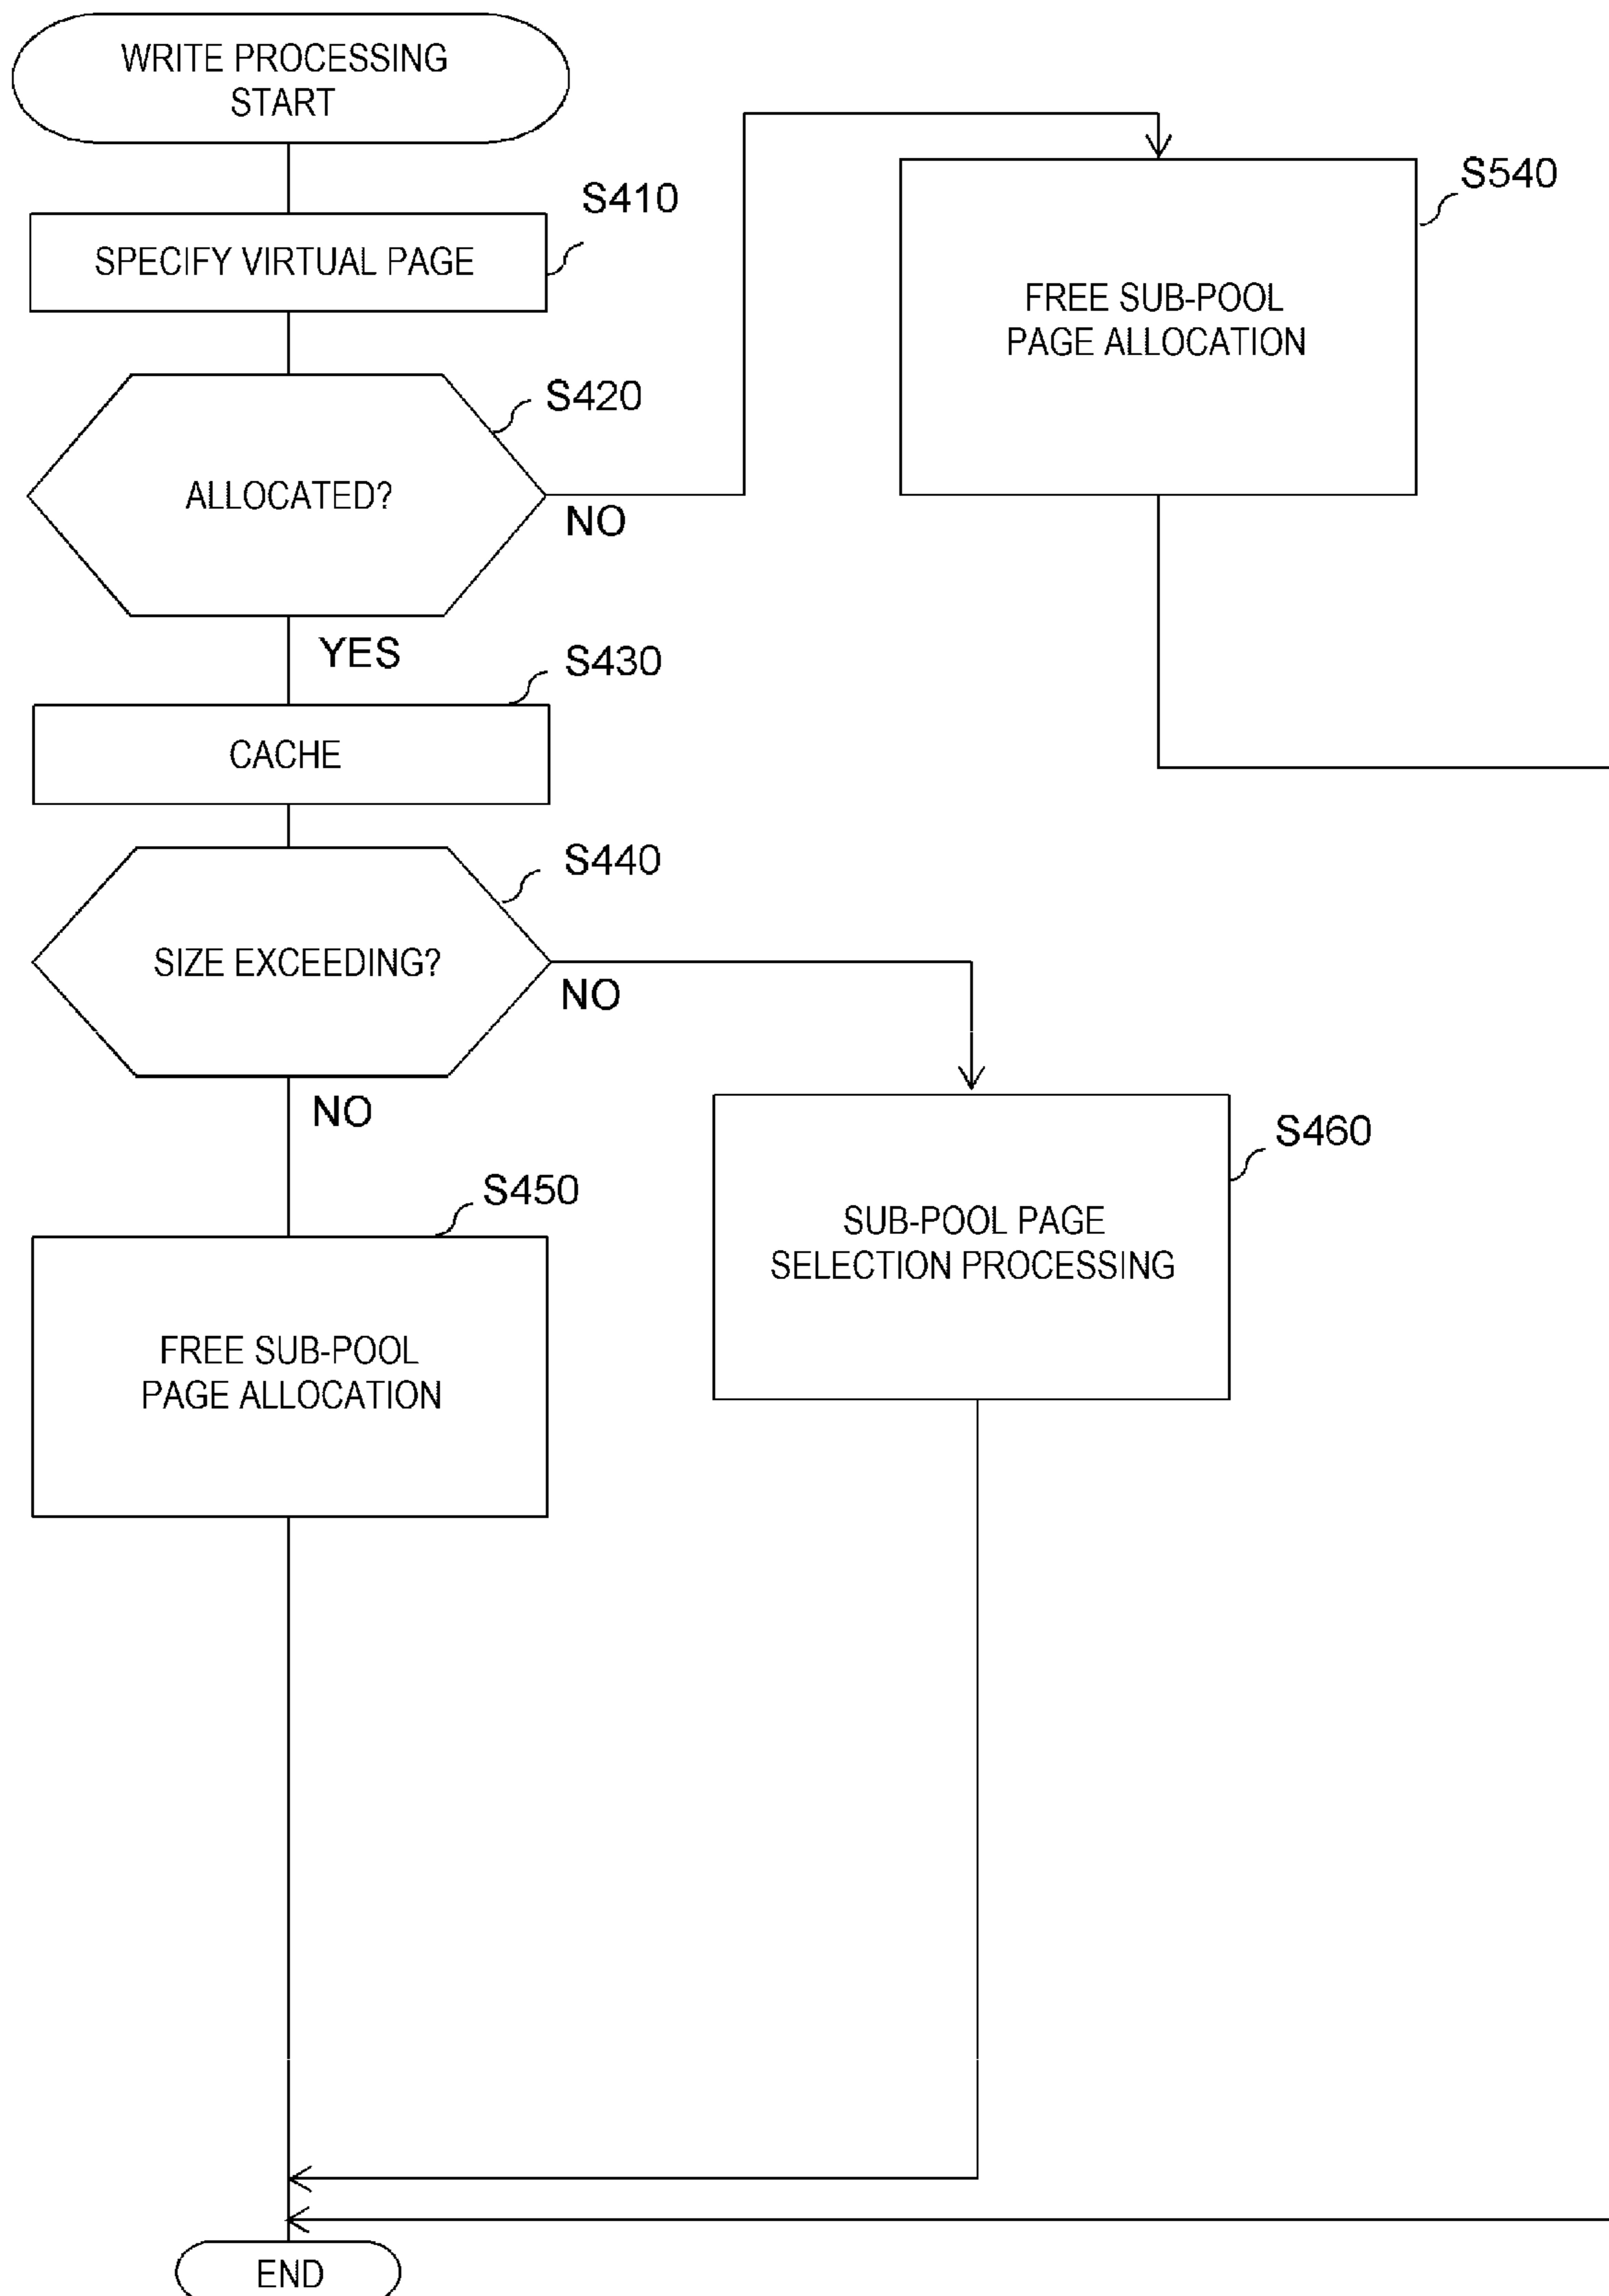 WRITE PROCESSING
START
S410
SPECIFY VIRTUAL PAGE
S420
ALLOCATED?
NO
YES
S540
FREE SUB-POOL
PAGE ALLOCATION
S430
CACHE
S440
SIZE EXCEEDING?
NO
NO
S450
FREE SUB-POOL
PAGE ALLOCATION
S460
SUB-POOL PAGE
SELECTION PROCESSING
END